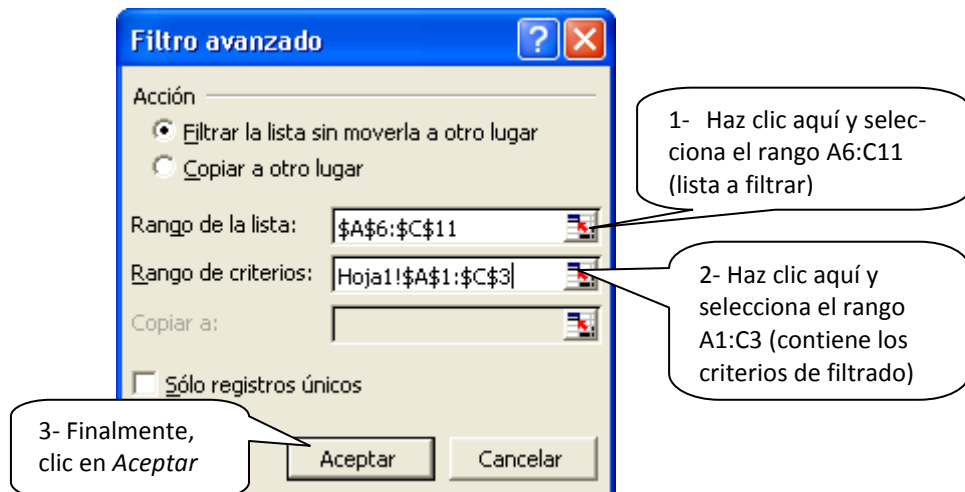 Filtro avanzado
Acción
Filtrar la lista sin moverla a otro lugar
Copiar a otro lugar
Rango de la lista: $A$6:$C$11
Rango de criterios: Hoja1!$A$1:$C$3
Copiar a:
Sólo registros únicos
Aceptar Cancelar
1- Haz clic aquí y selec-
ciona el rango A6:C11
(lista a filtrar)
2- Haz clic aquí y
selecciona el rango
A1:C3 (contiene los
criterios de filtrado)
3- Finalmente,
clic en Aceptar